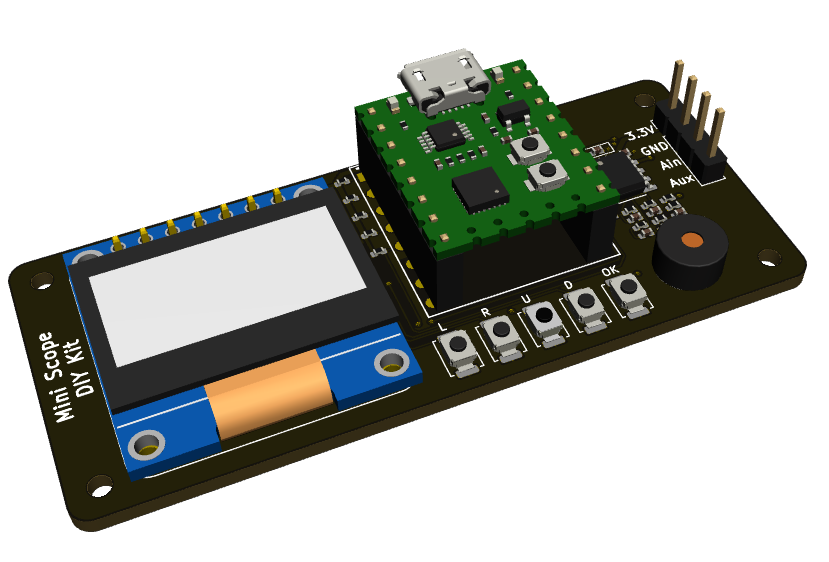 Mini Scope
DIY Kit
3.3V
GND
Ain
Aux
L
R
U
D
OK